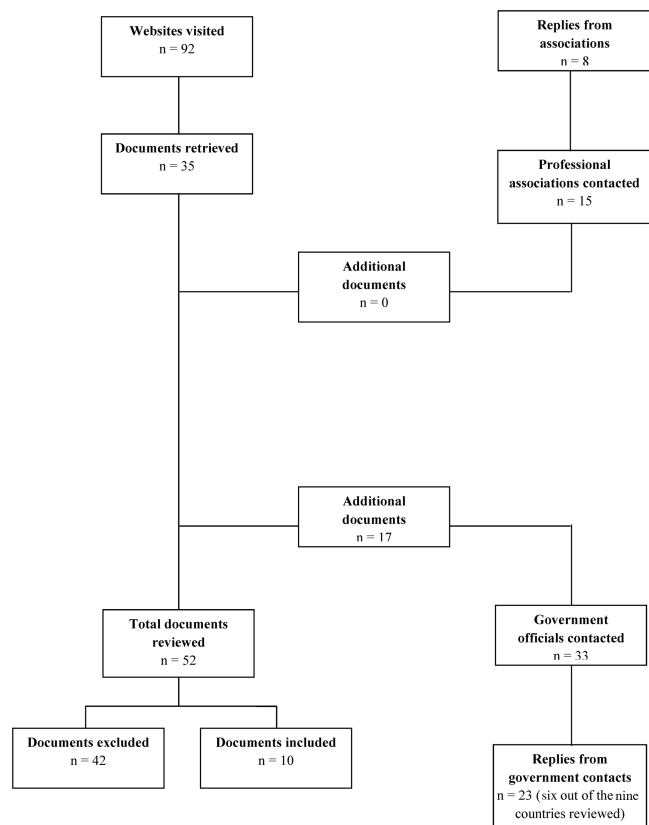 Websites visited
n = 92
Replies from
associations
n = 8
Documents retrieved
n = 35
Professional
associations contacted
n = 15
Additional
documents
n = 0
Additional
documents
n = 17
Total documents
reviewed
n = 52
Government
officials contacted
n = 33
Documents excluded
n = 42
Documents included
n = 10
Replies from
government contacts
n = 23 (six out of the nine
countries reviewed)